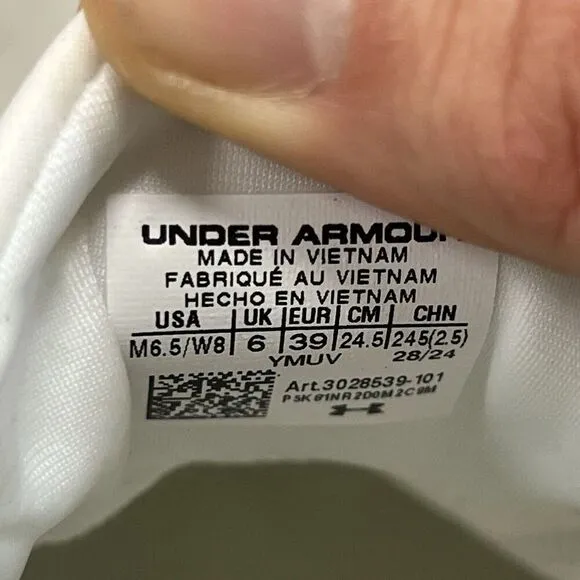 UNDER ARMOUR
MADE IN VIETNAM
FABRIQUÉ AU VIETNAM
HECHO EN VIETNAM
USA UK EUR CM CHN
M6.5/W8 6 39 24.5 245(2.5)
YMUV 28/24
Art.3028539-101